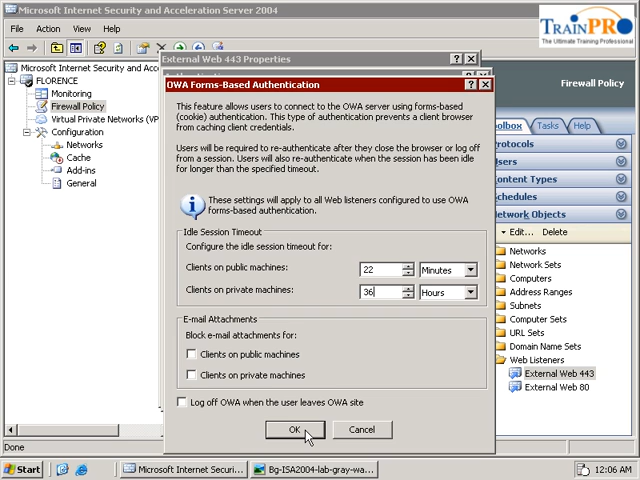 Microsoft Internet Security and Acceleration Server 2004
TrainPRO
The Ultimate Training Professional
File Action View Help
External Web 443 Properties
Microsoft Internet Security and Acce
FLORENCE
Monitoring
Firewall Policy
Virtual Private Networks (VP
Configuration
Networks
Cache
Add-ins
General
OWA Forms-Based Authentication
This feature allows users to connect to the OWA server using forms-based
(cookie) authentication. This type of authentication prevents a client browser
from caching client credentials.
Users will be required to re-authenticate after they close the browser or log off
from a session. Users will also re-authenticate when the session has been idle
for longer than the specified timeout.
These settings will apply to all Web listeners configured to use OWA
forms-based authentication.
Idle Session Timeout
Configure the idle session timeout for:
Clients on public machines: 22 Minutes
Clients on private machines: 36 Hours
E-mail Attachments
Block e-mail attachments for:
Clients on public machines
Clients on private machines
Log off OWA when the user leaves OWA site
OK Cancel
Firewall Policy
oolbox Tasks Help
rotocols
sers
ontent Types
chedules
etwork Objects
Edit... Delete
Networks
Network Sets
Computers
Address Ranges
Subnets
Computer Sets
URL Sets
Domain Name Sets
Web Listeners
External Web 443
External Web 80
Done
Start
Microsoft Internet Securi...
Bg-ISA2004-lab-gray-wa...
12:06 AM